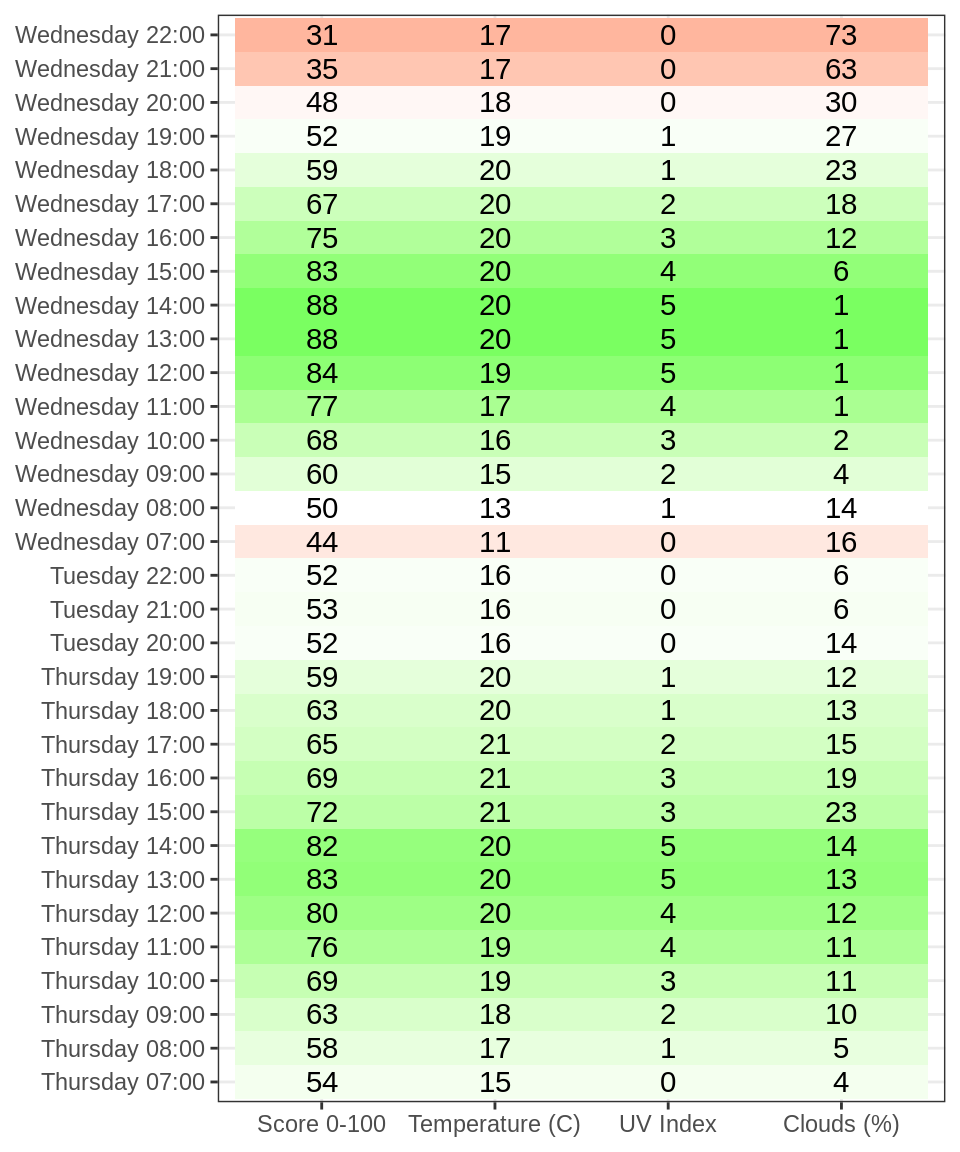 Wednesday 22:00 31 17 0 73
Wednesday 21:00 35 17 0 63
Wednesday 20:00 48 18 0 30
Wednesday 19:00 52 19 1 27
Wednesday 18:00 59 20 1 23
Wednesday 17:00 67 20 2 18
Wednesday 16:00 75 20 3 12
Wednesday 15:00 83 20 4 6
Wednesday 14:00 88 20 5 1
Wednesday 13:00 88 20 5 1
Wednesday 12:00 84 19 5 1
Wednesday 11:00 77 17 4 1
Wednesday 10:00 68 16 3 2
Wednesday 09:00 60 15 2 4
Wednesday 08:00 50 13 1 14
Wednesday 07:00 44 11 0 16
Tuesday 22:00 52 16 0 6
Tuesday 21:00 53 16 0 6
Tuesday 20:00 52 16 0 14
Thursday 19:00 59 20 1 12
Thursday 18:00 63 20 1 13
Thursday 17:00 65 21 2 15
Thursday 16:00 69 21 3 19
Thursday 15:00 72 21 3 23
Thursday 14:00 82 20 5 14
Thursday 13:00 83 20 5 13
Thursday 12:00 80 20 4 12
Thursday 11:00 76 19 4 11
Thursday 10:00 69 19 3 11
Thursday 09:00 63 18 2 10
Thursday 08:00 58 17 1 5
Thursday 07:00 54 15 0 4
Score 0-100 Temperature (C) UV Index Clouds (%)